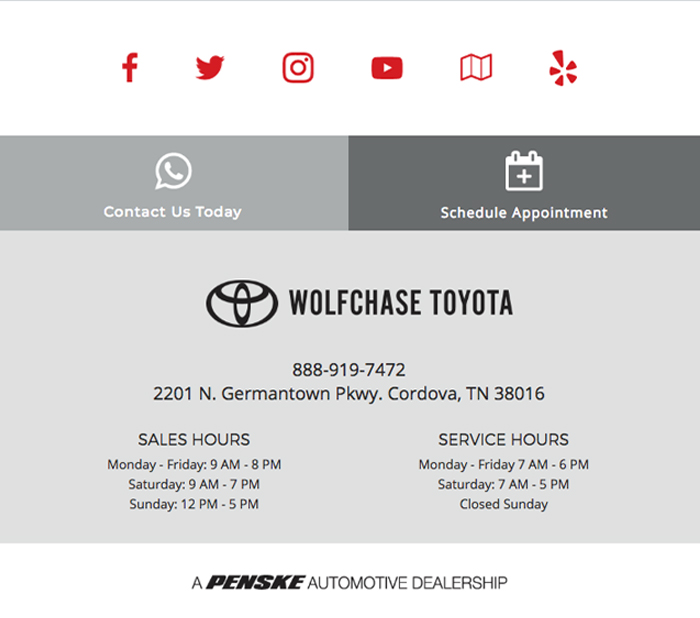 Contact Us Today
Schedule Appointment
WOLFCHASE TOYOTA
888-919-7472
2201 N. Germantown Pkwy. Cordova, TN 38016
SALES HOURS
Monday - Friday: 9 AM - 8 PM
Saturday: 9 AM - 7 PM
Sunday: 12 PM - 5 PM
SERVICE HOURS
Monday - Friday 7 AM - 6 PM
Saturday: 7 AM - 5 PM
Closed Sunday
A PENSKE AUTOMOTIVE DEALERSHIP